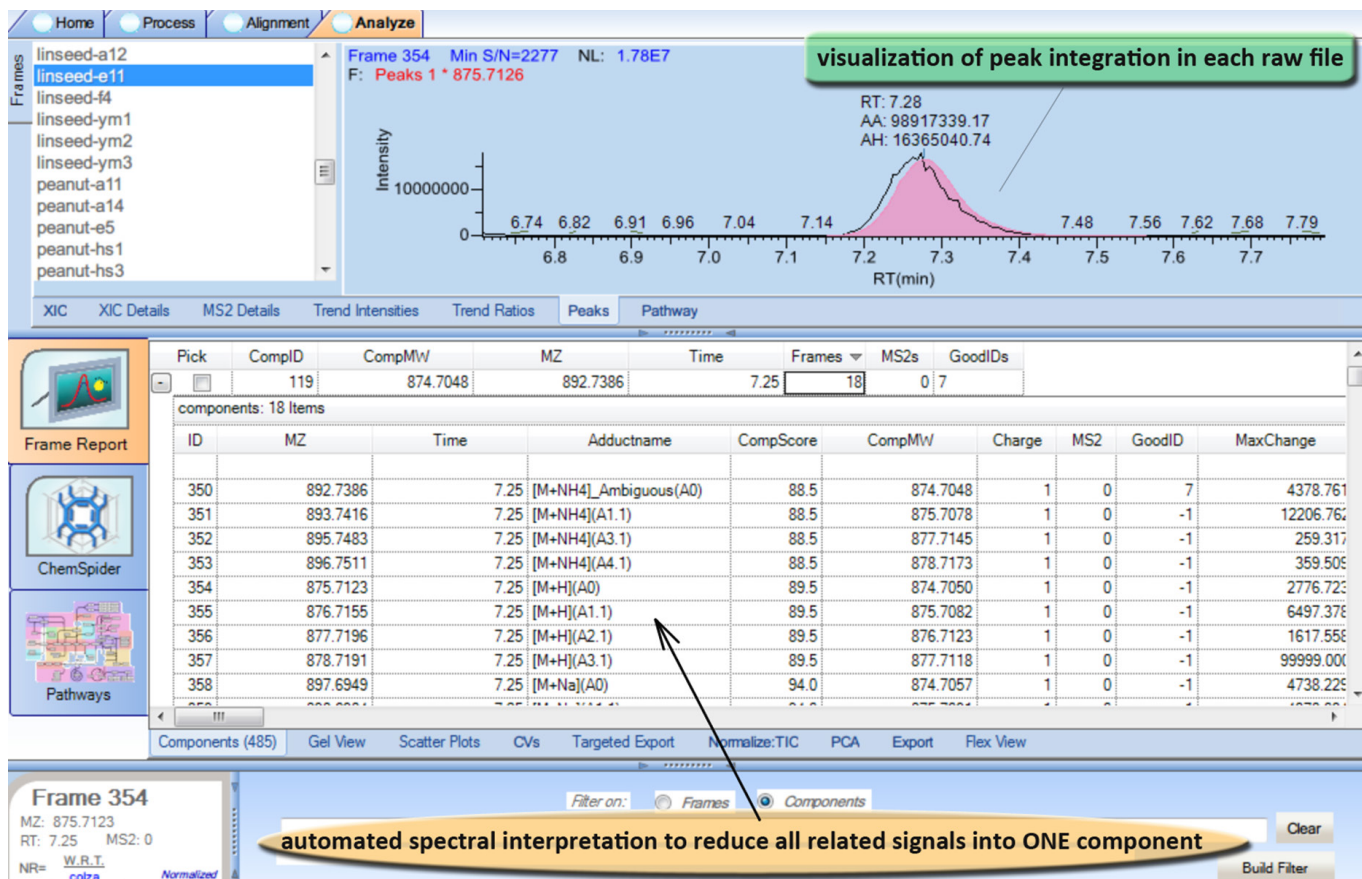 Home Process Alignment Analyze
Frames
linseed-a12
linseed-e11
linseed-f4
linseed-ym1
linseed-ym2
linseed-ym3
peanut-a11
peanut-a14
peanut-e5
peanut-hs1
peanut-hs3
Frame 354 Min S/N=2277 NL: 1.78E7
F: Peaks 1 * 875.7126
visualization of peak integration in each raw file
RT: 7.28
AA: 98917339.17
AH: 16365040.74
Intensity
10000000
0
6.74 6.82 6.91 6.96 7.04 7.14 7.48 7.56 7.62 7.68 7.79
6.8 6.9 7.0 7.1 7.2 7.3 7.4 7.5 7.6 7.7
RT(min)
XIC XIC Details MS2 Details Trend Intensities Trend Ratios Peaks Pathway
Frame Report
ChemSpider
Pathways
Pick CompID CompMW MZ Time Frames MS2s GoodIDs
119 874.7048 892.7386 7.25 18 0 7
components: 18 Items
ID MZ Time Adductname CompScore CompMW Charge MS2 GoodID MaxChange
350 892.7386 7.25 [M+NH4]_Ambiguous(A0) 88.5 874.7048 1 0 7 4378.761
351 893.7416 7.25 [M+NH4](A1.1) 88.5 875.7078 1 0 -1 12206.762
352 895.7483 7.25 [M+NH4](A3.1) 88.5 877.7145 1 0 -1 259.317
353 896.7511 7.25 [M+NH4](A4.1) 88.5 878.7173 1 0 -1 359.509
354 875.7123 7.25 [M+H](A0) 89.5 874.7050 1 0 -1 2776.723
355 876.7155 7.25 [M+H](A1.1) 89.5 875.7082 1 0 -1 6497.378
356 877.7196 7.25 [M+H](A2.1) 89.5 876.7123 1 0 -1 1617.558
357 878.7191 7.25 [M+H](A3.1) 89.5 877.7118 1 0 -1 99999.000
358 897.6949 7.25 [M+Na](A0) 94.0 874.7057 1 0 -1 4738.229
Components (485) Gel View Scatter Plots CVs Targeted Export Normalize:TIC PCA Export Flex View
Frame 354
MZ: 875.7123
RT: 7.25 MS2: 0
NR= W.R.T.
colza Normalized
Filter on: Frames Components
automated spectral interpretation to reduce all related signals into ONE component
Clear
Build Filter